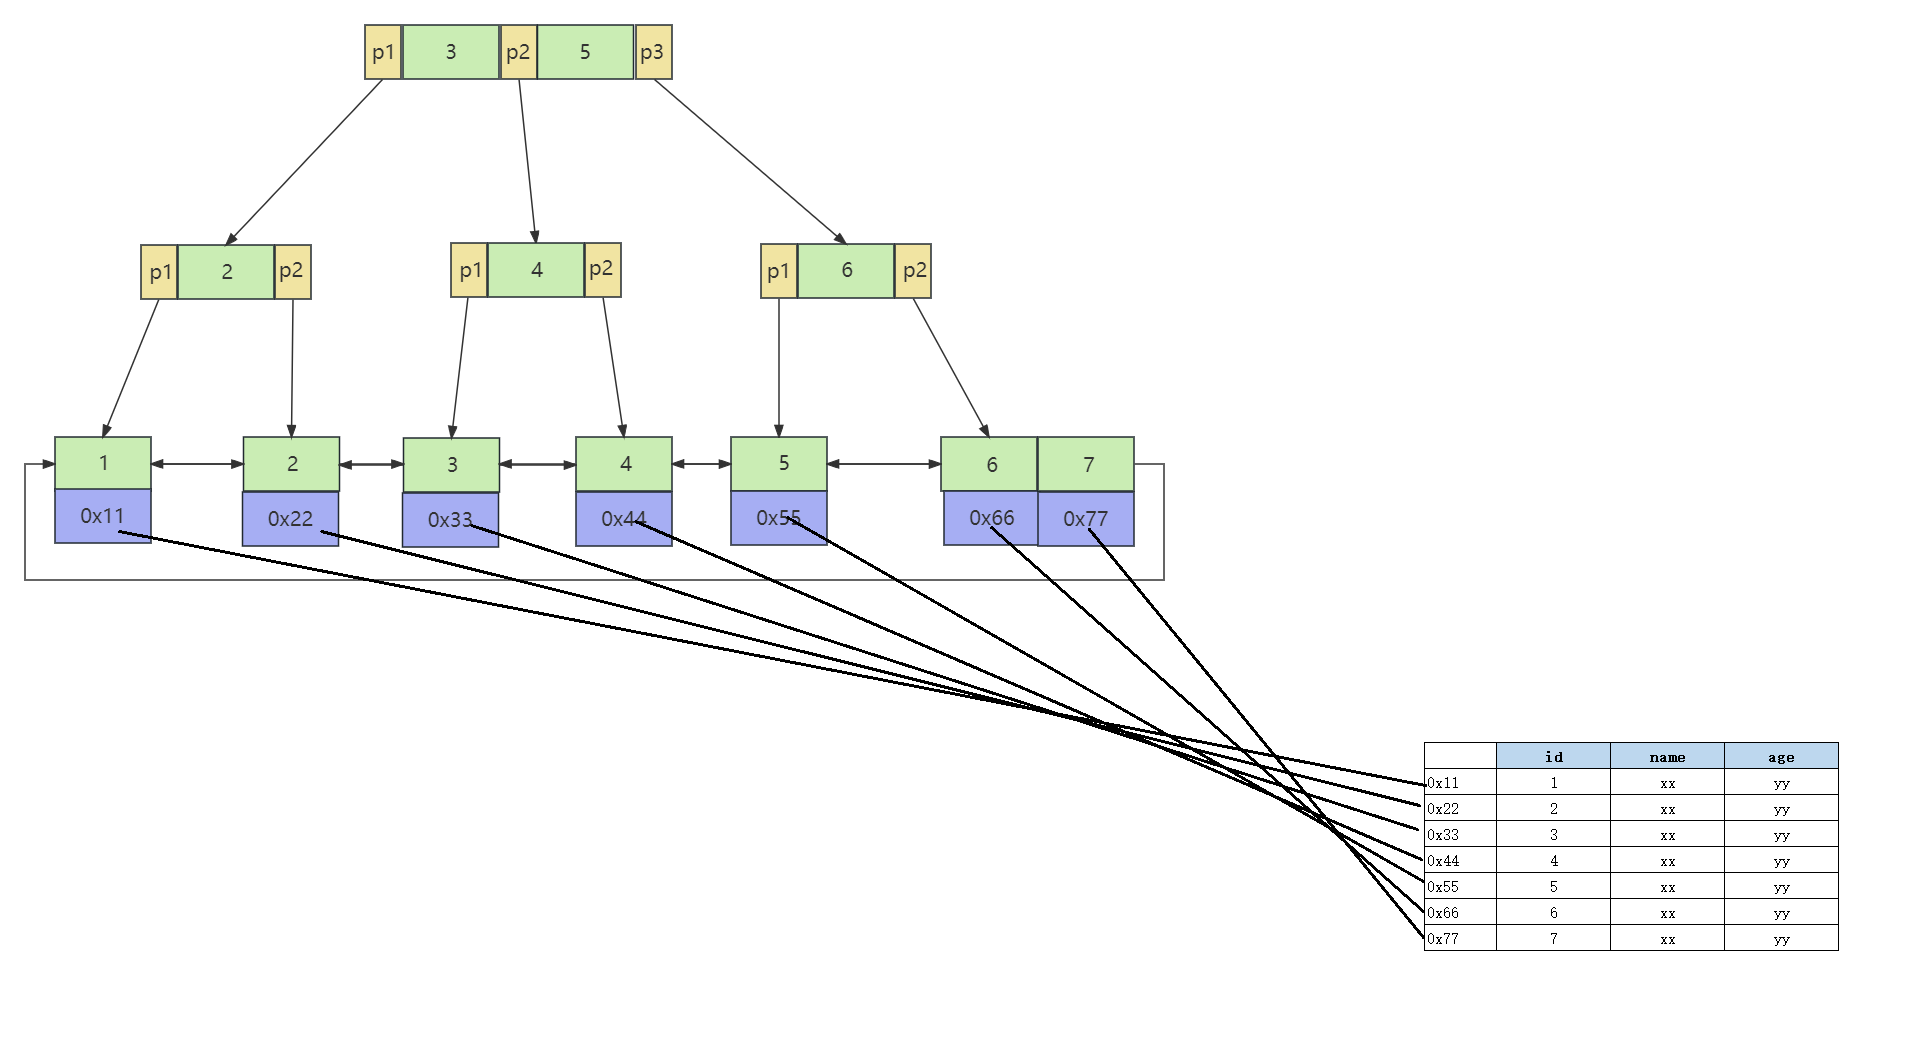 p1 3 p2 5 p3
p1 2 p2
p1 4 p2
p1 6 p2
1 2 3 4 5 6 7
0x11 0x22 0x33 0x44 0x55 0x66 0x77
id name age
0x11 1 xx yy
0x22 2 xx yy
0x33 3 xx yy
0x44 4 xx yy
0x55 5 xx yy
0x66 6 xx yy
0x77 7 xx yy